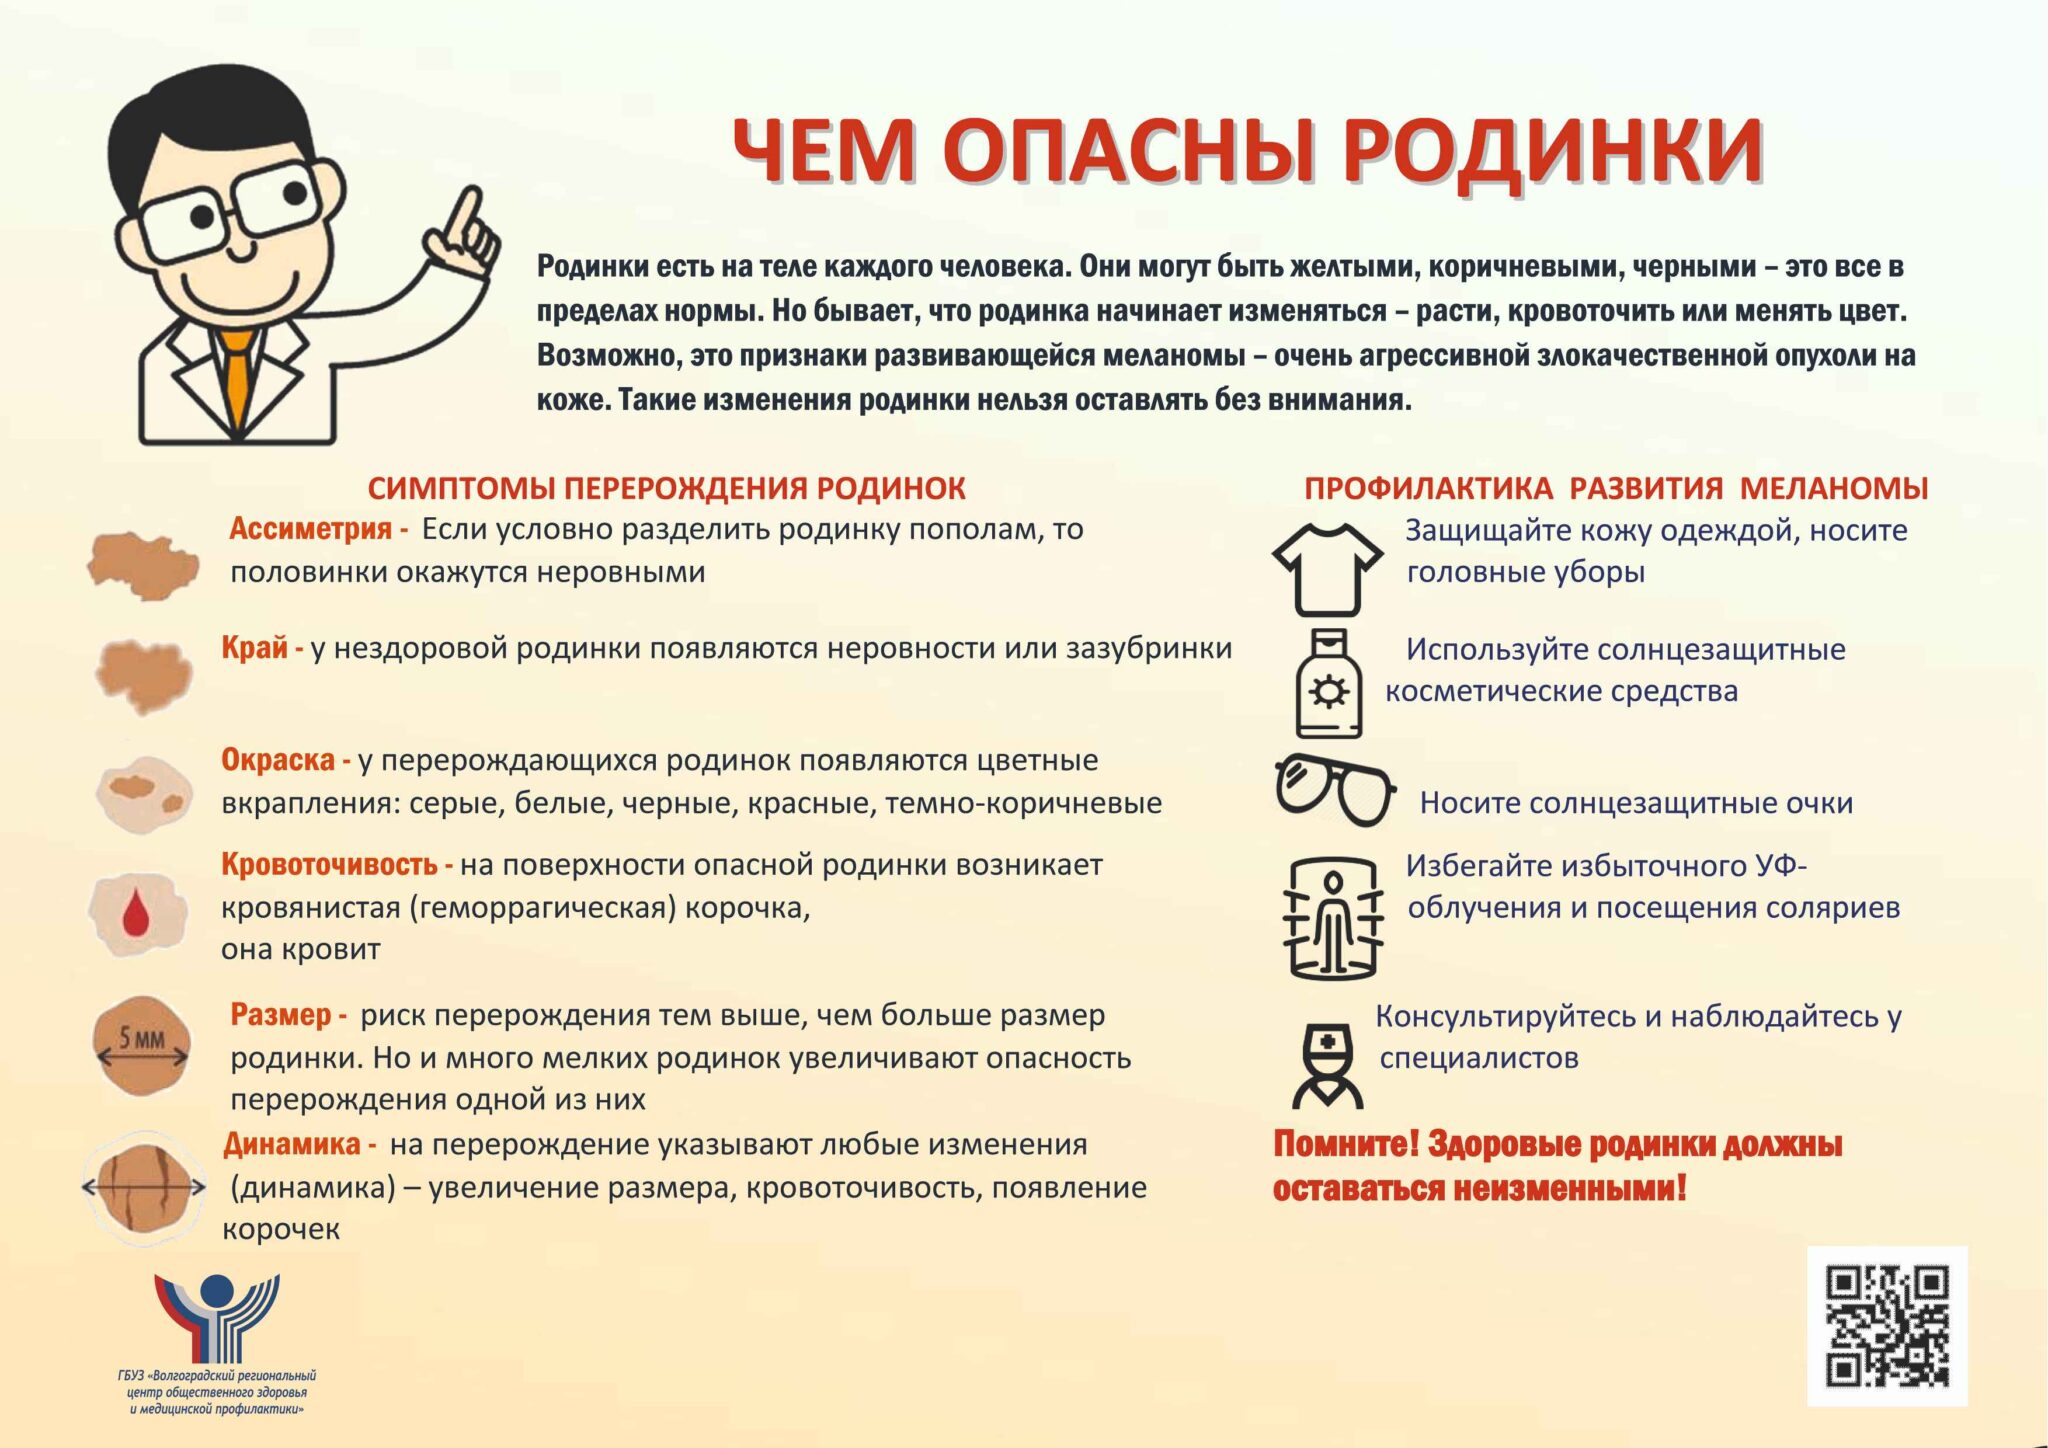 ЧЕМ ОПАСНЫ РОДИНКИ
Родинки есть на теле каждого человека. Они могут быть желтыми, коричневыми, черными – это все в
пределах нормы. Но бывает, что родинка начинает изменяться – расти, кровоточить или менять цвет.
Возможно, это признаки развивающейся меланомы – очень агрессивной злокачественной опухоли на
коже. Такие изменения родинки нельзя оставлять без внимания.
СИМПТОМЫ ПЕРЕРОЖДЕНИЯ РОДИНОК
Ассиметрия - Если условно разделить родинку пополам, то
половинки окажутся неровными
Край - у нездоровой родинки появляются неровности или зазубринки
Окраска - у перерождающихся родинок появляются цветные
вкрапления: серые, белые, черные, красные, темно-коричневые
Кровоточивость - на поверхности опасной родинки возникает
кровянистая (геморрагическая) корочка,
она кровит
5 мм
Размер - риск перерождения тем выше, чем больше размер
родинки. Но и много мелких родинок увеличивают опасность
перерождения одной из них
Динамика - на перерождение указывают любые изменения
(динамика) – увеличение размера, кровоточивость, появление
корочек
ПРОФИЛАКТИКА РАЗВИТИЯ МЕЛАНОМЫ
Защищайте кожу одеждой, носите
головные уборы
Используйте солнцезащитные
косметические средства
Носите солнцезащитные очки
Избегайте избыточного УФ-
облучения и посещения соляриев
Консультируйтесь и наблюдайтесь у
специалистов
Помните! Здоровые родинки должны
оставаться неизменными!
ГБУЗ «Волгоградский региональный
центр общественного здоровья
и медицинской профилактики»